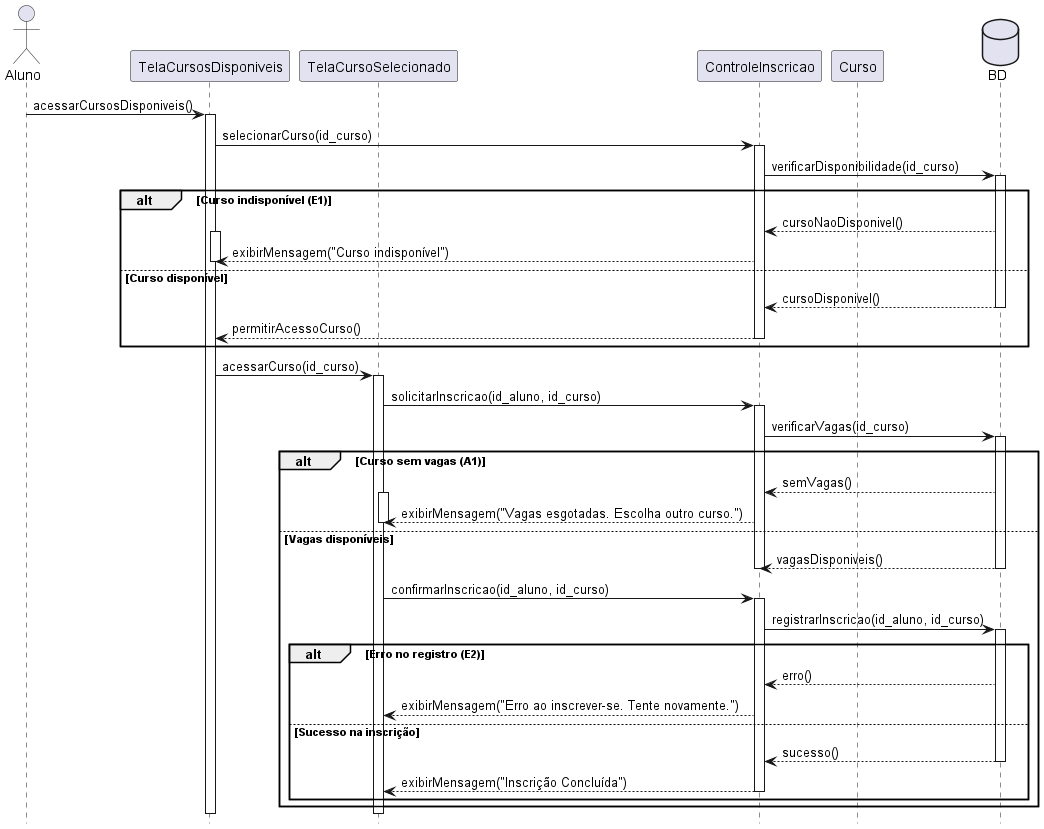 Aluno
TelaCursosDisponiveis
TelaCursoSelecionado
ControleInscricao
Curso
BD
acessarCursosDisponiveis()
selecionarCurso(id_curso)
verificarDisponibilidade(id_curso)
alt
[Curso indisponível (E1)]
cursoNaoDisponivel()
exibirMensagem("Curso indisponível")
[Curso disponível]
cursoDisponivel()
permitirAcessoCurso()
acessarCurso(id_curso)
solicitarInscricao(id_aluno, id_curso)
verificarVagas(id_curso)
alt
[Curso sem vagas (A1)]
semVagas()
exibirMensagem("Vagas esgotadas. Escolha outro curso.")
[Vagas disponíveis]
vagasDisponiveis()
confirmarInscricao(id_aluno, id_curso)
registrarInscricao(id_aluno, id_curso)
alt
[Erro no registro (E2)]
erro()
exibirMensagem("Erro ao inscrever-se. Tente novamente.")
[Sucesso na inscrição]
sucesso()
exibirMensagem("Inscrição Concluída")